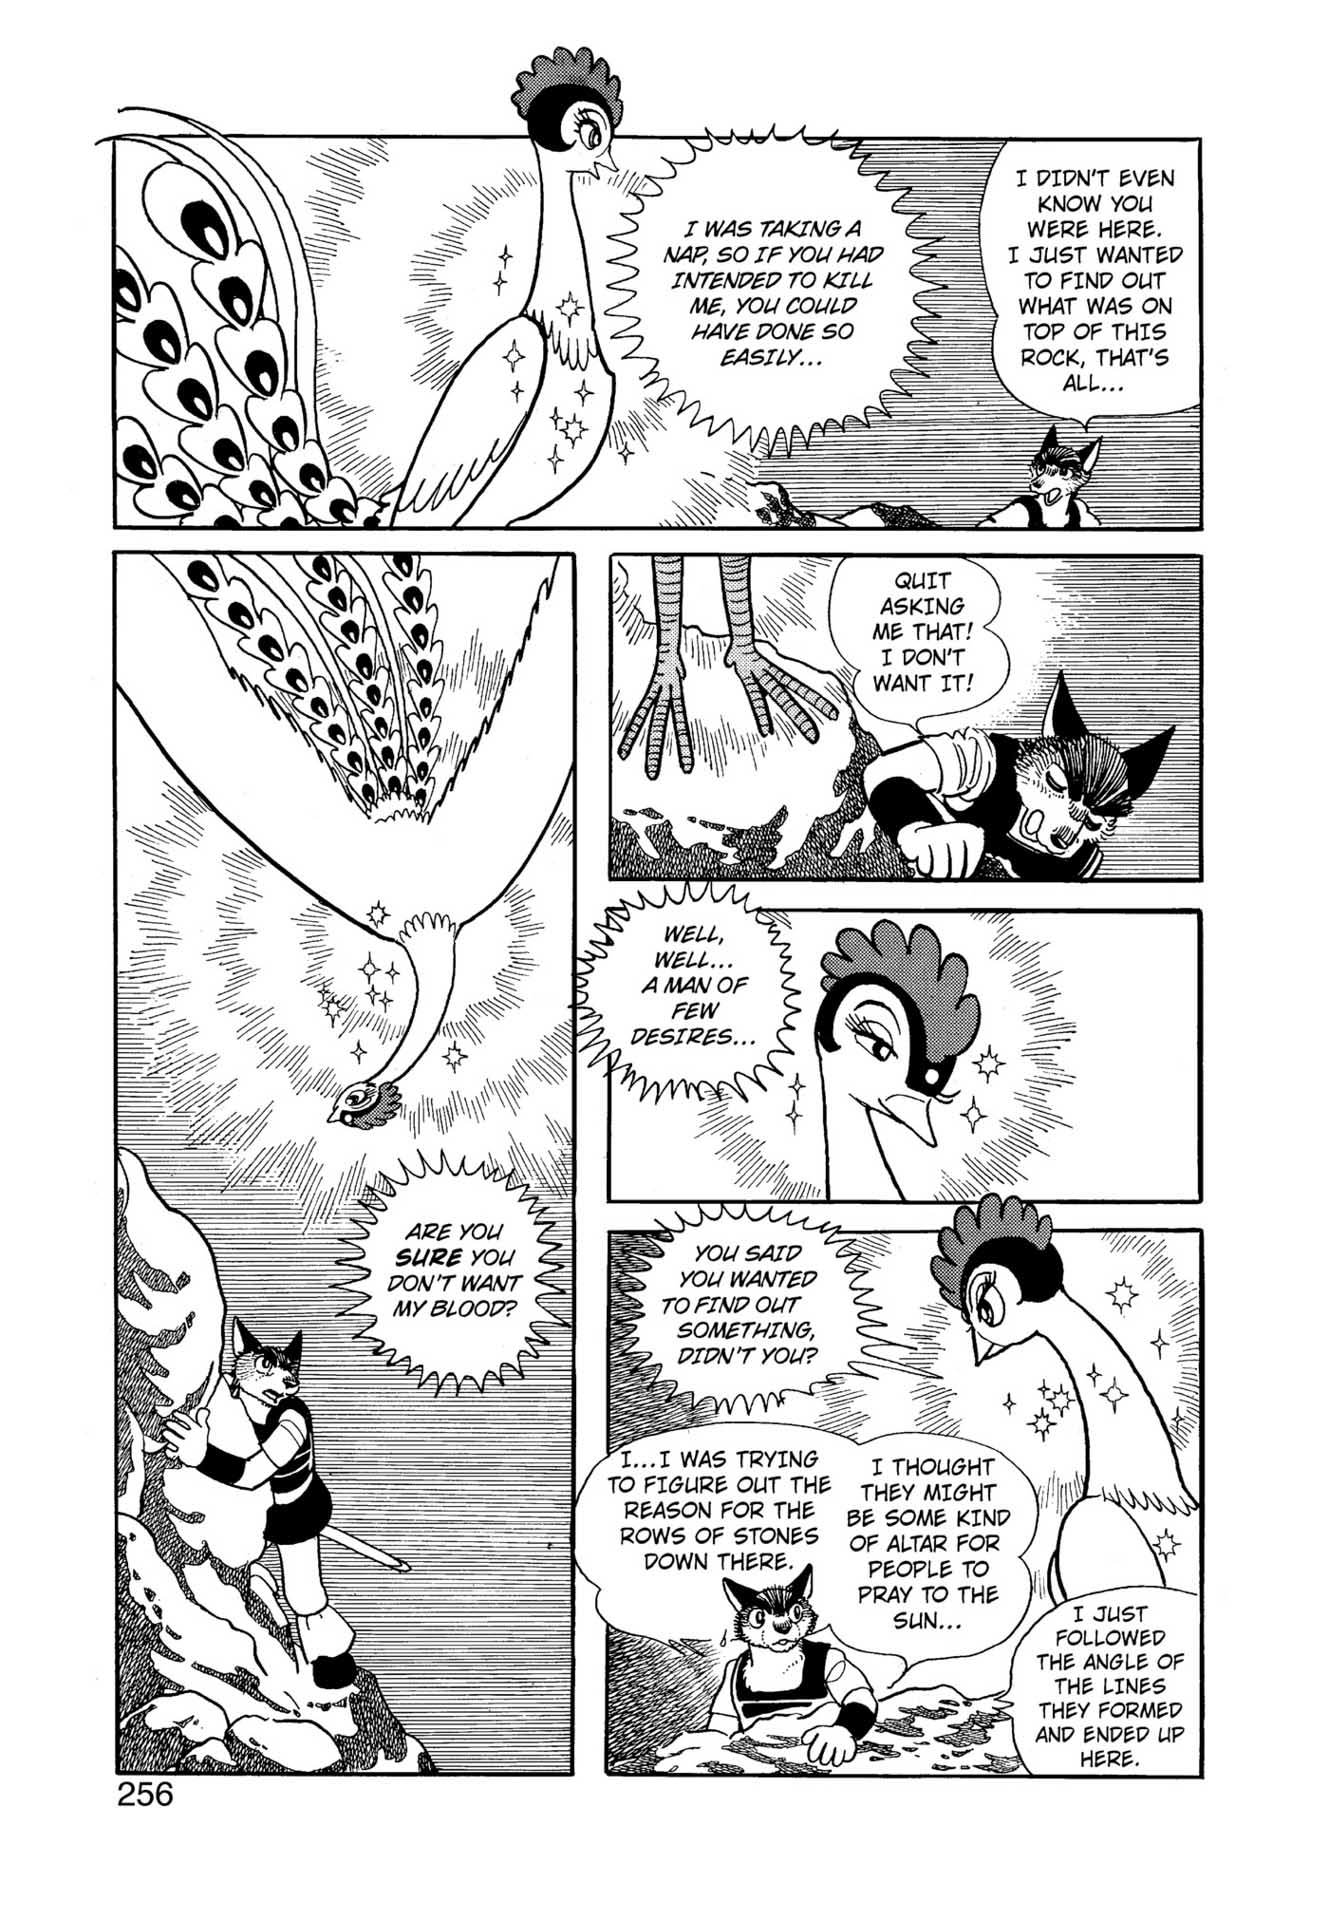 I WAS TAKING A
NAP, SO IF YOU HAD
INTENDED TO KILL
ME, YOU COULD
HAVE DONE SO
EASILY...
I DIDN'T EVEN
KNOW YOU
WERE HERE.
I JUST WANTED
TO FIND OUT
WHAT WAS ON
TOP OF THIS
ROCK, THAT'S
ALL...
ARE YOU
SURE YOU
DON'T WANT
MY BLOOD?
QUIT
ASKING
ME THAT!
I DON'T
WANT IT!
WELL,
WELL...
A MAN OF
FEW
DESIRES...
YOU SAID
YOU WANTED
TO FIND OUT
SOMETHING,
DIDN'T YOU?
I...I WAS TRYING
TO FIGURE OUT THE
REASON FOR THE
ROWS OF STONES
DOWN THERE.
I THOUGHT
THEY MIGHT
BE SOME KIND
OF ALTAR FOR
PEOPLE TO
PRAY TO THE
SUN...
I JUST
FOLLOWED
THE ANGLE OF
THE LINES
THEY FORMED
AND ENDED UP
HERE.
256